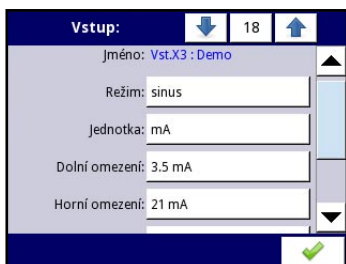 Vstup: 18
Jméno: Vst.X3 : Demo
Režim: sinus
Jednotka: mA
Dolní omezení: 3.5 mA
Horní omezení: 21 mA